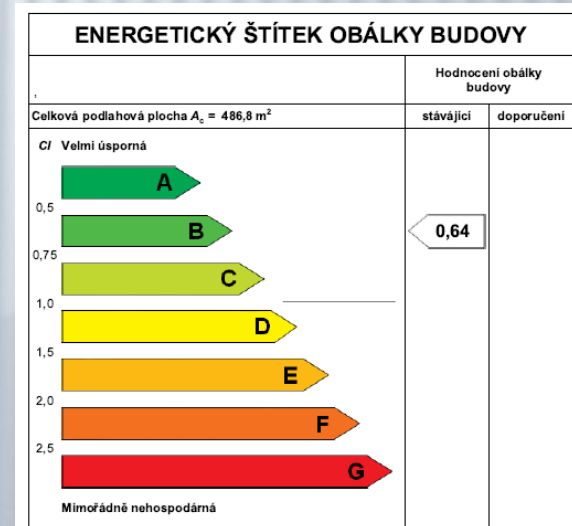 ENERGETICKÝ ŠTÍTEK OBÁLKY BUDOVY
Hodnocení obálky
budovy
,
Celková podlahová plocha Ac = 486,8 m²
stávající
doporučení
CI Velmi úsporná
A
0,5
B
0,64
0,75
C
1,0
D
1,5
E
2,0
F
2,5
G
Mimořádně nehospodárná